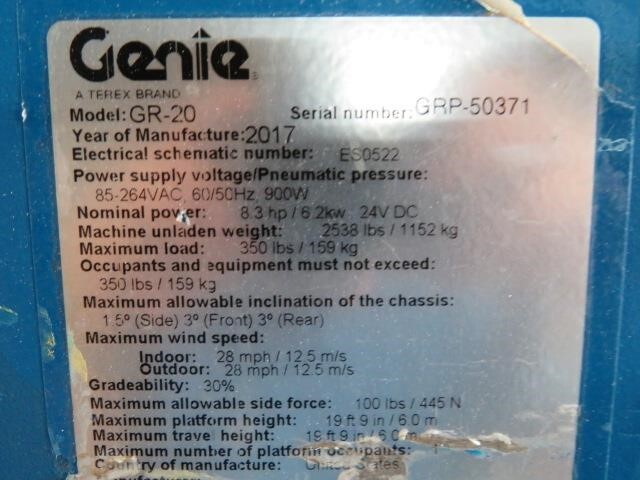 Genie
A TEREX BRAND
Model: GR-20 Serial number: GRP-50371
Year of Manufacture: 2017
Electrical schematic number: ES0522
Power supply voltage/Pneumatic pressure:
85-264VAC, 60/50Hz, 900W
Nominal power: 8.3 hp / 6.2kw, 24V DC
Machine unladen weight: 2538 lbs / 1152 kg
Maximum load: 350 lbs / 159 kg
Occupants and equipment must not exceed:
350 lbs / 159 kg
Maximum allowable inclination of the chassis:
1.5º (Side) 3º (Front) 3º (Rear)
Maximum wind speed:
Indoor: 28 mph / 12.5 m/s
Outdoor: 28 mph / 12.5 m/s
Gradeability: 30%
Maximum allowable side force: 100 lbs / 445 N
Maximum platform height: 19 ft 9 in / 6.0 m
Maximum travel height: 19 ft 9 in / 6.0 m
Maximum number of platform occupants: 1
Country of manufacture: United States